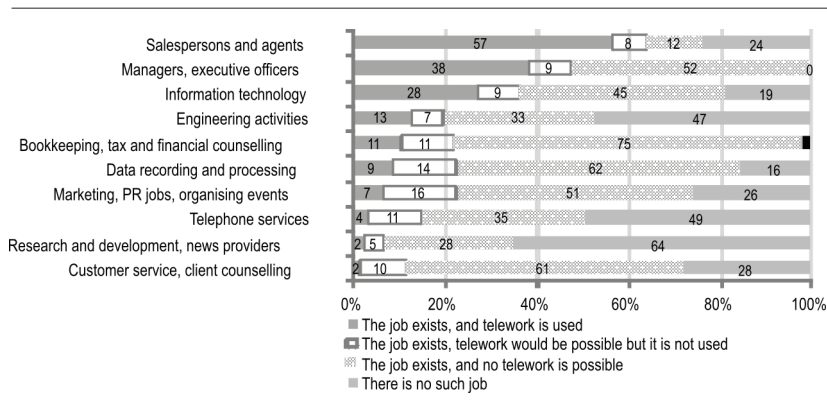 Salespersons and agents 57 8 12 24
Managers, executive officers 38 9 52 0
Information technology 28 9 45 19
Engineering activities 13 7 33 47
Bookkeeping, tax and financial counselling 11 11 75
Data recording and processing 9 14 62 16
Marketing, PR jobs, organising events 7 16 51 26
Telephone services 4 11 35 49
Research and development, news providers 2 5 28 64
Customer service, client counselling 2 10 61 28
0% 20% 40% 60% 80% 100%
The job exists, and telework is used
The job exists, telework would be possible but it is not used
The job exists, and no telework is possible
There is no such job